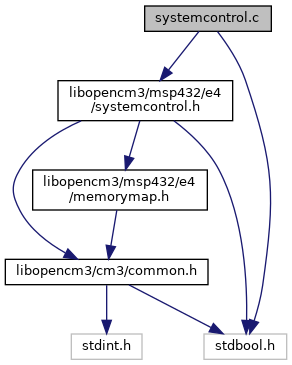 systemcontrol.c
libopencm3/msp432/e4
/systemcontrol.h
libopencm3/msp432/e4
/memorymap.h
libopencm3/cm3/common.h
stdint.h
stdbool.h